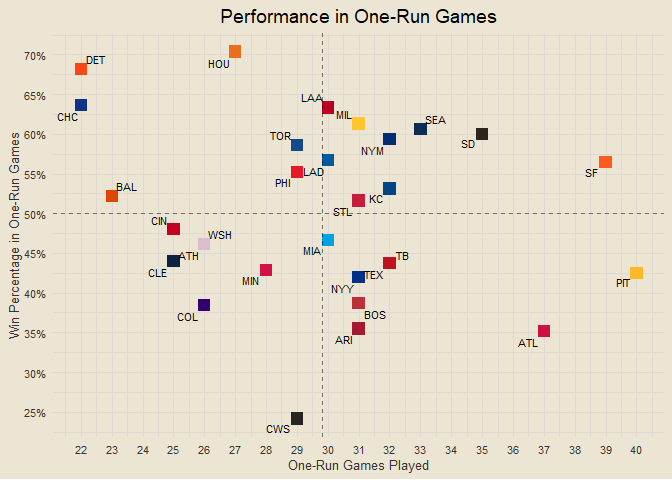 Performance in One-Run Games
DET
HOU
70%
65%
CHC
LAA
MIL
SEA
60%
TOR
NYM
SD
PHI
LAD
SF
55%
BAL
KC
STL
50%
CIN
WSH
ATH
MIA
TB
45%
CLE
MIN
TEX
PIT
NYY
40%
COL
BOS
ARI
ATL
35%
30%
25%
CWS
22 23 24 25 26 27 28 29 30 31 32 33 34 35 36 37 38 39 40
One-Run Games Played
Win Percentage in One-Run Games